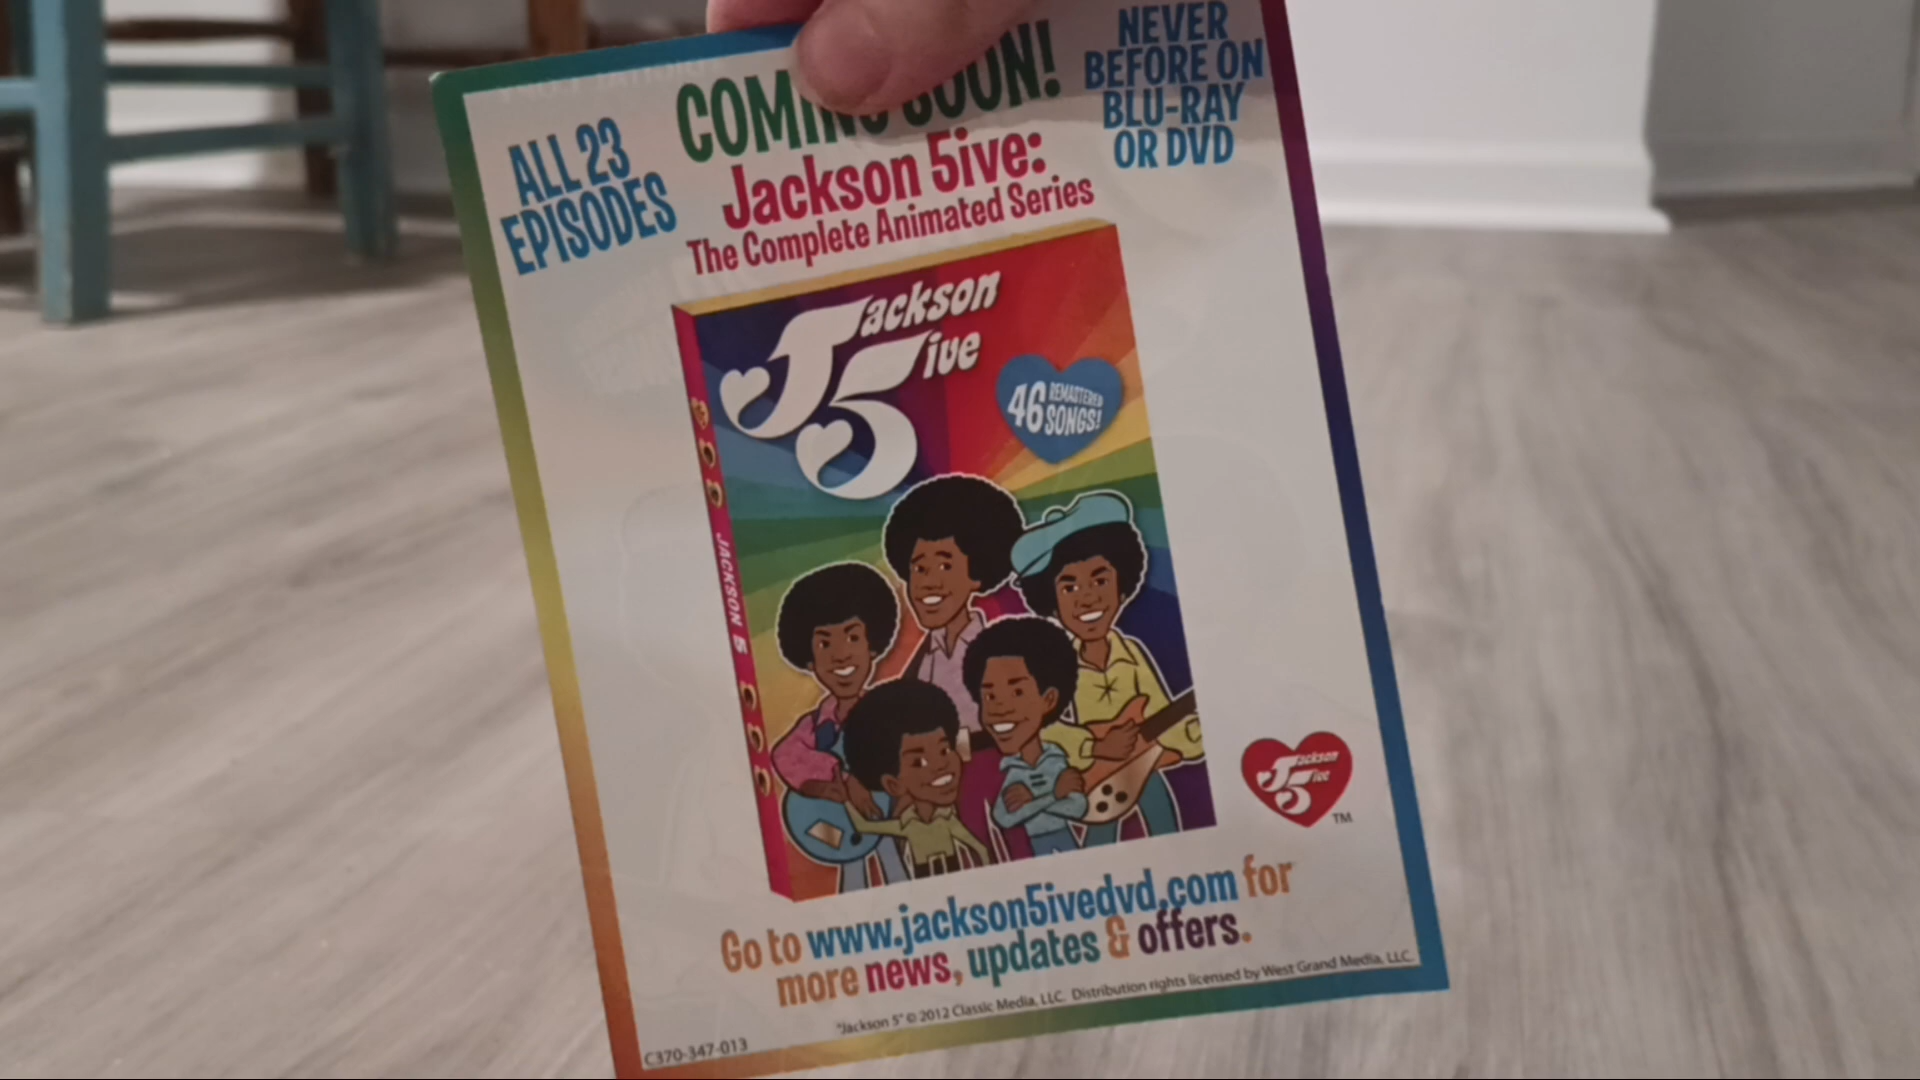 ALL 23
EPISODES
COMING SOON!
Jackson 5ive:
The Complete Animated Series
NEVER
BEFORE ON
BLU-RAY
OR DVD
Jackson
5ive
46 REMASTERED
SONGS!
JACKSON 5
Jackson
5ive
TM
Go to www.jackson5ivedvd.com for
more news, updates & offers.
"Jackson 5" © 2012 Classic Media, LLC. Distribution rights licensed by West Grand Media, LLC.
C370-347-013